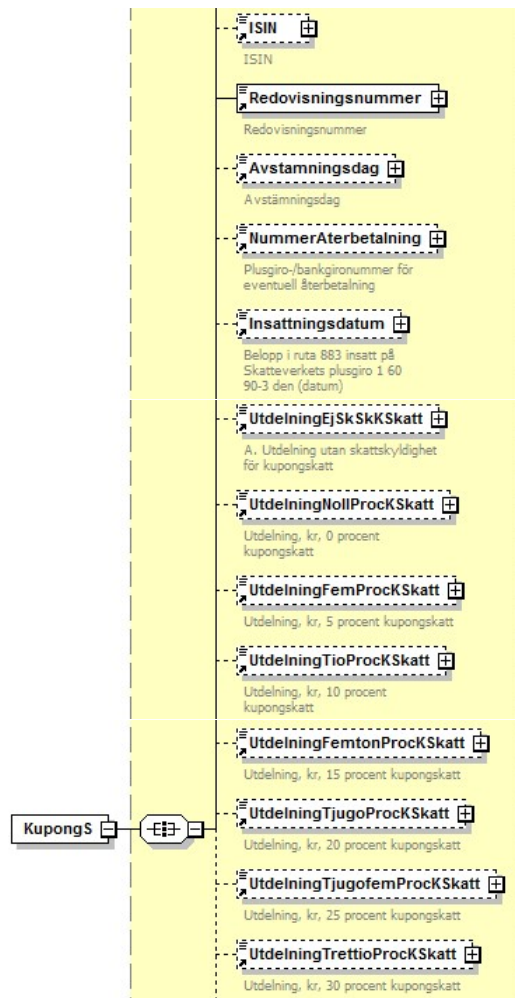 ISIN
ISIN
Redovisningsnummer
Redovisningsnummer
Avstamningsdag
Avstämningsdag
NummerAterbetalning
Plusgiro-/bankgironummer för
eventuell återbetalning
Insattningsdatum
Belopp i ruta 883 insatt på
Skatteverkets plusgiro 1 60
90-3 den (datum)
UtdelningEjSkSkKSkatt
A. Utdelning utan skattskyldighet
för kupongskatt
UtdelningNollProcKSkatt
Utdelning, kr, 0 procent
kupongskatt
UtdelningFemProcKSkatt
Utdelning, kr, 5 procent kupongskatt
UtdelningTioProcKSkatt
Utdelning, kr, 10 procent
kupongskatt
UtdelningFemtonProcKSkatt
Utdelning, kr, 15 procent kupongskatt
KupongS
UtdelningTjugoProcKSkatt
Utdelning, kr, 20 procent kupongskatt
UtdelningTjugofemProcKSkatt
Utdelning, kr, 25 procent kupongskatt
UtdelningTrettioProcKSkatt
Utdelning, kr, 30 procent kupongskatt